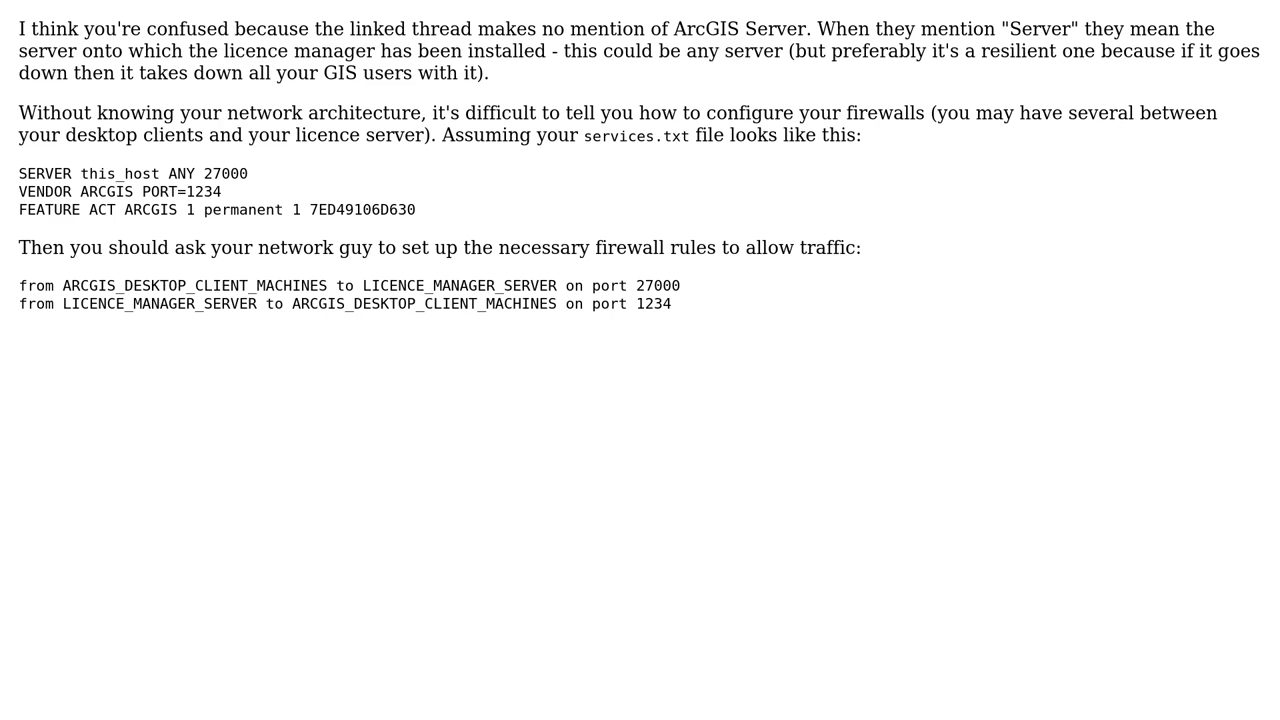 I think you're confused because the linked thread makes no mention of ArcGIS Server. When they mention "Server" they mean the
server onto which the licence manager has been installed - this could be any server (but preferably it's a resilient one because if it goes
down then it takes down all your GIS users with it).
Without knowing your network architecture, it's difficult to tell you how to configure your firewalls (you may have several between
your desktop clients and your licence server). Assuming your services.txt file looks like this:
SERVER this_host ANY 27000
VENDOR ARCGIS PORT=1234
FEATURE ACT ARCGIS 1 permanent 1 7ED49106D630
Then you should ask your network guy to set up the necessary firewall rules to allow traffic:
from ARCGIS_DESKTOP_CLIENT_MACHINES to LICENCE_MANAGER_SERVER on port 27000
from LICENCE_MANAGER_SERVER to ARCGIS_DESKTOP_CLIENT_MACHINES on port 1234